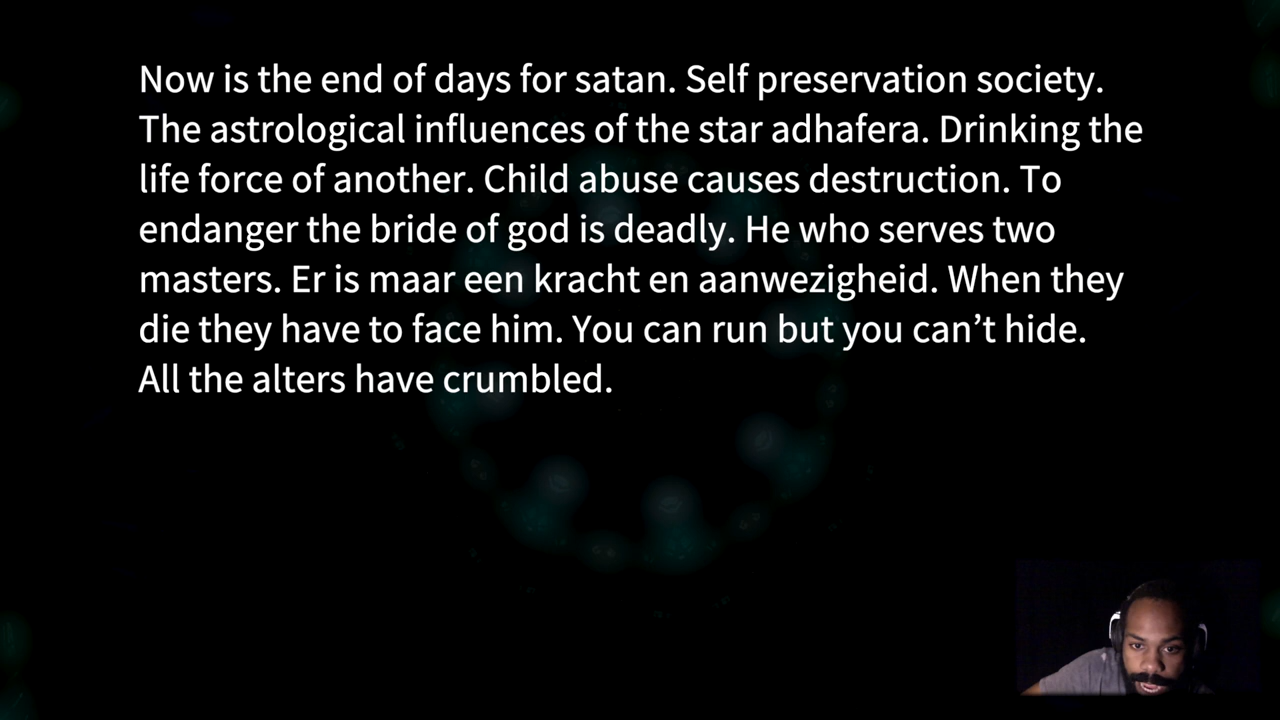 Now is the end of days for satan. Self preservation society.
The astrological influences of the star adhafera. Drinking the
life force of another. Child abuse causes destruction. To
endanger the bride of god is deadly. He who serves two
masters. Er is maar een kracht en aanwezigheid. When they
die they have to face him. You can run but you can’t hide.
All the alters have crumbled.